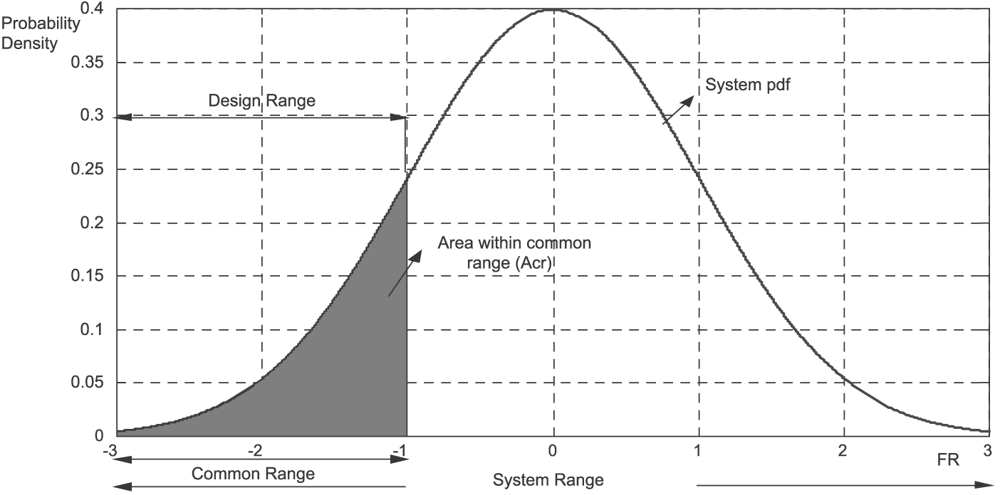 Probability
Density
0.4
0.35
Design Range
System pdf
0.3
0.25
0.2
Area within common
range (Acr)
0.15
0.1
0.05
0
-3 -2 -1 0 1 2 3
FR
Common Range
System Range